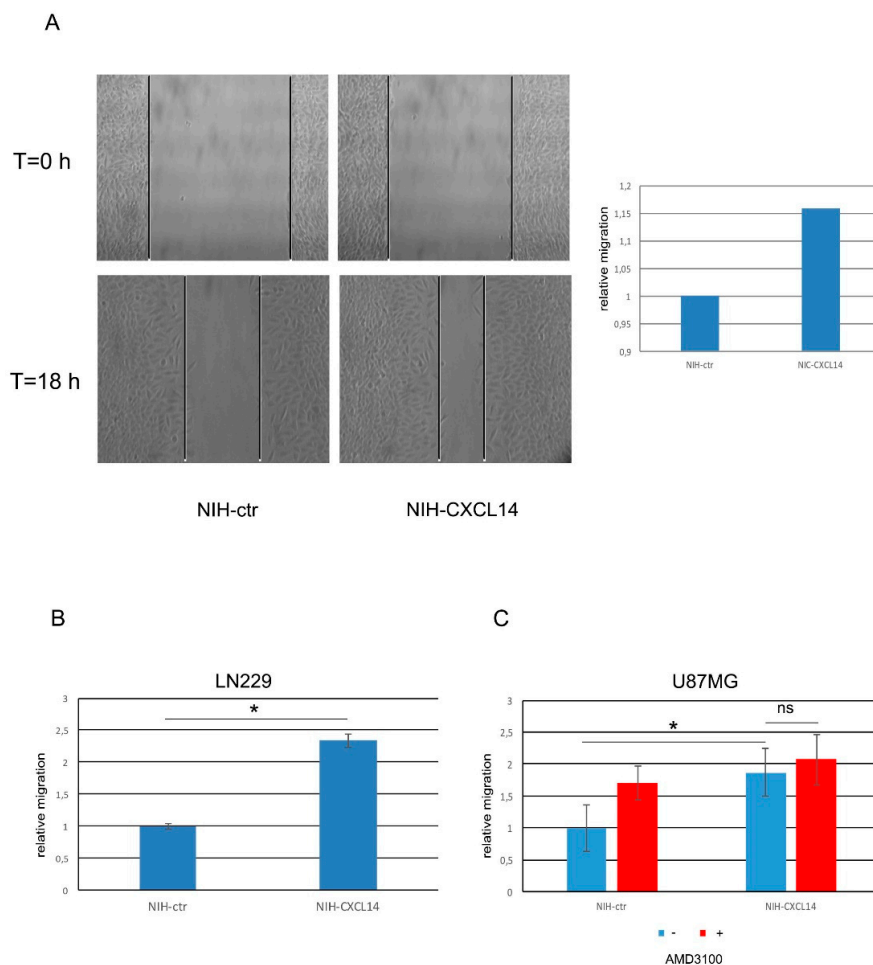 A
T=0 h
T=18 h
NIH-ctr
NIH-CXCL14
relative migration
1,2
1,15
1,1
1,05
1
0,95
0,9
NIH-ctr
NIC-CXCL14
B
LN229
relative migration
3
2,5
2
1,5
1
0,5
0
*
NIH-ctr
NIH-CXCL14
C
U87MG
relative migration
3
2,5
2
1,5
1
0,5
0
*
ns
NIH-ctr
NIH-CXCL14
- +
AMD3100